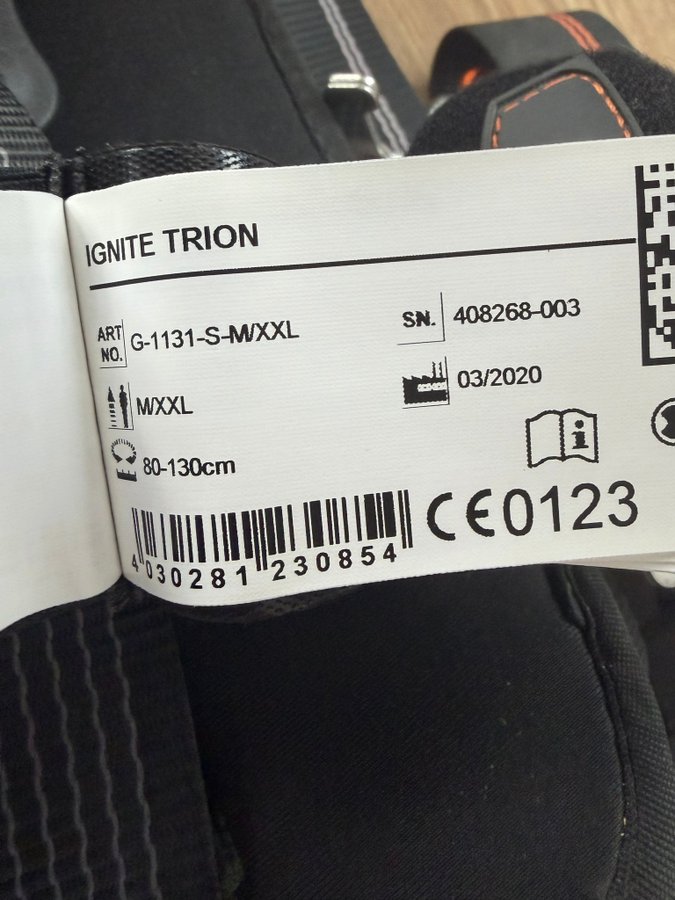 IGNITE TRION
ART NO. G-1131-S-M/XXL
SN. 408268-003
M/XXL
03/2020
80-130cm
i
4 030281 230854
CE0123